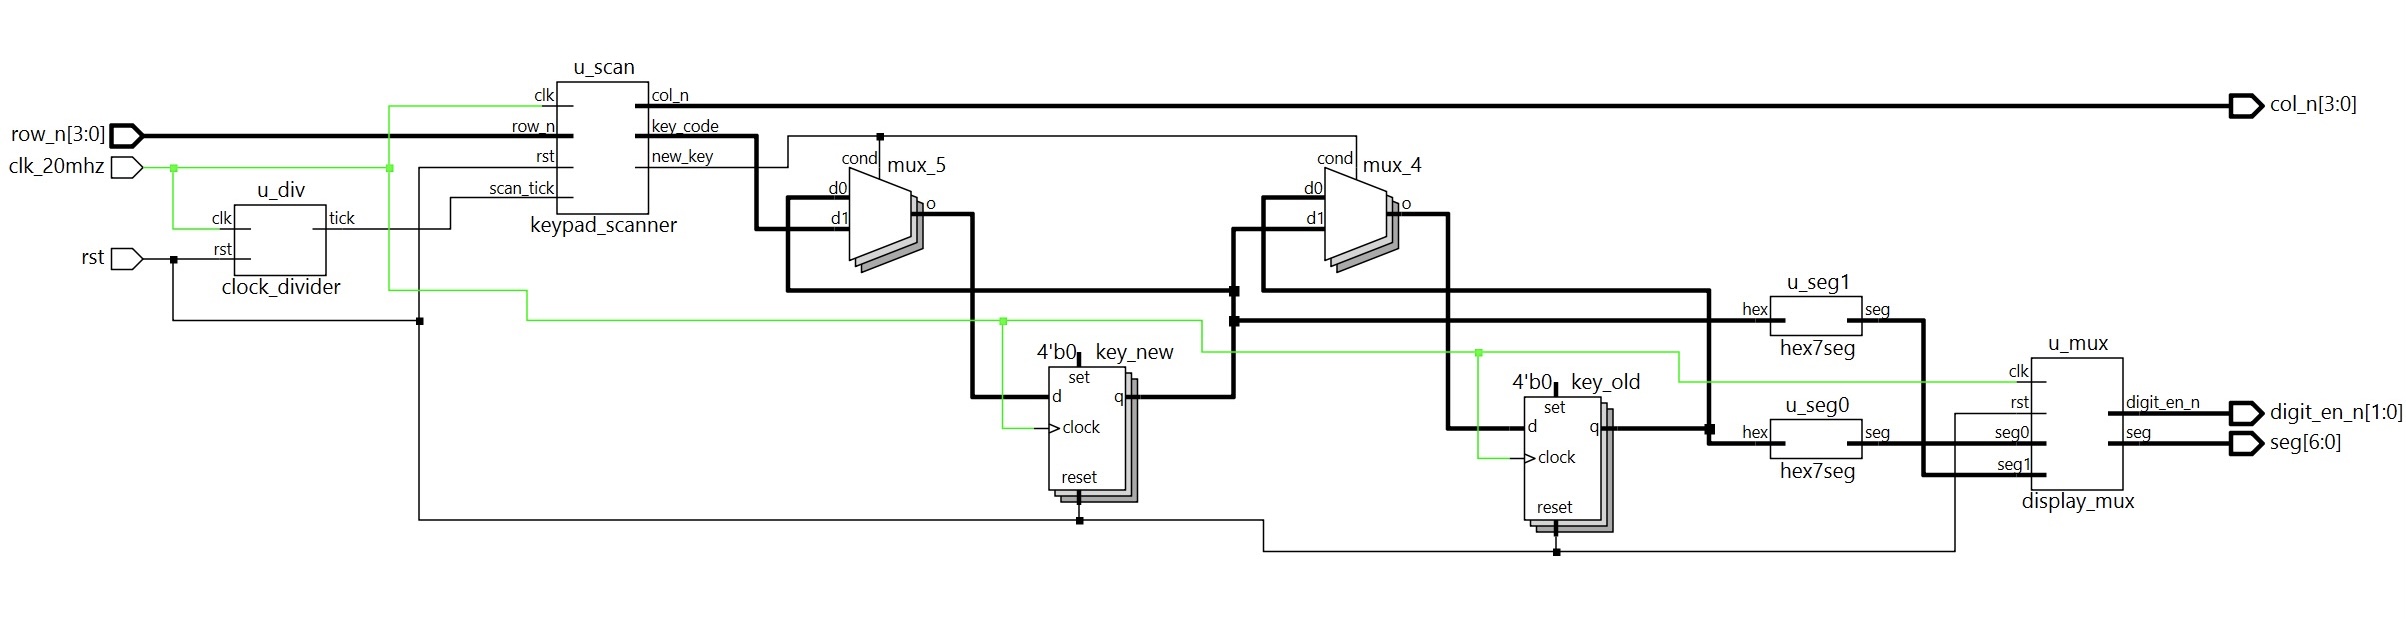 u_scan
clk
col_n
col_n[3:0]
row_n[3:0]
row_n
key_code
clk_20mhz
rst
new_key
cond
mux_5
cond
mux_4
u_div
scan_tick
d0
o
d0
o
clk
tick
keypad_scanner
d1
d1
rst
rst
clock_divider
u_seg1
hex
seg
hex7seg
4'b0
key_new
set
d
q
clock
reset
4'b0
key_old
set
d
q
clock
reset
u_seg0
hex
seg
hex7seg
u_mux
clk
rst
digit_en_n
digit_en_n[1:0]
seg0
seg
seg[6:0]
seg1
display_mux